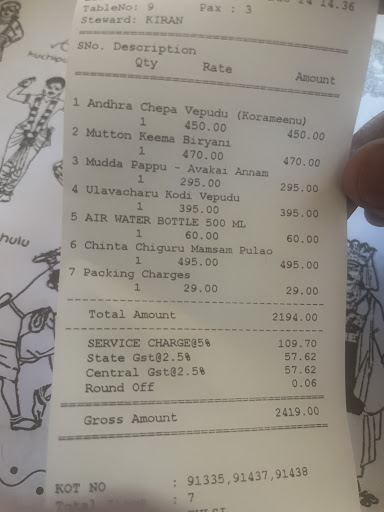 24 14.36
TableNo: 9 Pax : 3
Steward: KIRAN
SNo. Description
Qty Rate Amount
1 Andhra Chepa Vepudu (Korameenu)
1 450.00 450.00
2 Mutton Keema Biryani
1 470.00 470.00
3 Mudda Pappu - Avakai Annam
1 295.00 295.00
4 Ulavacharu Kodi Vepudu
1 395.00 395.00
5 AIR WATER BOTTLE 500 ML
1 60.00 60.00
6 Chinta Chiguru Mamsam Pulao
1 495.00 495.00
7 Packing Charges
1 29.00 29.00
Total Amount 2194.00
SERVICE CHARGE@5% 109.70
State Gst@2.5% 57.62
Central Gst@2.5% 57.62
Round Off 0.06
Gross Amount 2419.00
KOT NO : 91335,91437,91438
Total Items : 7